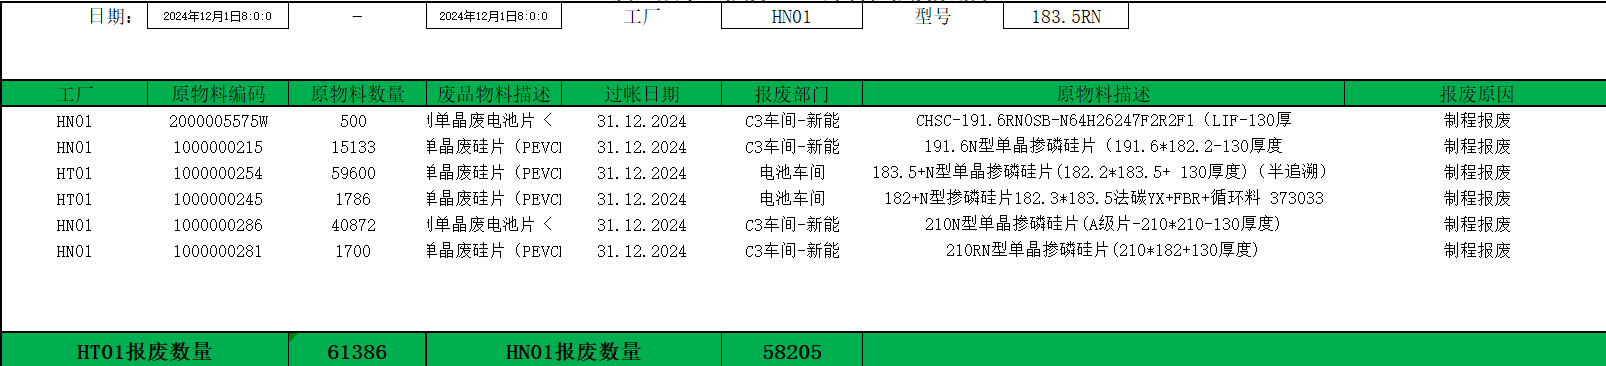 日期： 2024年12月1日8:0:0 － 2024年12月1日8:0:0 工厂 HN01 型号 183.5RN
工厂 原物料编码 原物料数量 废品物料描述 过帐日期 报废部门 原物料描述 报废原因
HN01 2000005575W 500 单晶废电池片 < 31.12.2024 C3车间-新能 CHSC-191.6RN0SB-N64H26247F2R2F1（LIF-130厚 制程报废
HN01 1000000215 15133 单晶废硅片（PEVC 31.12.2024 C3车间-新能 191.6N型单晶掺磷硅片（191.6*182.2-130厚度 制程报废
HT01 1000000254 59600 单晶废硅片（PEVC 31.12.2024 电池车间 183.5+N型单晶掺磷硅片(182.2*183.5+ 130厚度)（半追溯） 制程报废
HT01 1000000245 1786 单晶废硅片（PEVC 31.12.2024 电池车间 182+N型掺磷硅片182.3*183.5法碳YX+FBR+循环料 373033 制程报废
HN01 1000000286 40872 单晶废电池片 < 31.12.2024 C3车间-新能 210N型单晶掺磷硅片(A级片-210*210-130厚度) 制程报废
HN01 1000000281 1700 单晶废硅片（PEVC 31.12.2024 C3车间-新能 210RN型单晶掺磷硅片(210*182+130厚度) 制程报废
HT01报废数量 61386 HN01报废数量 58205